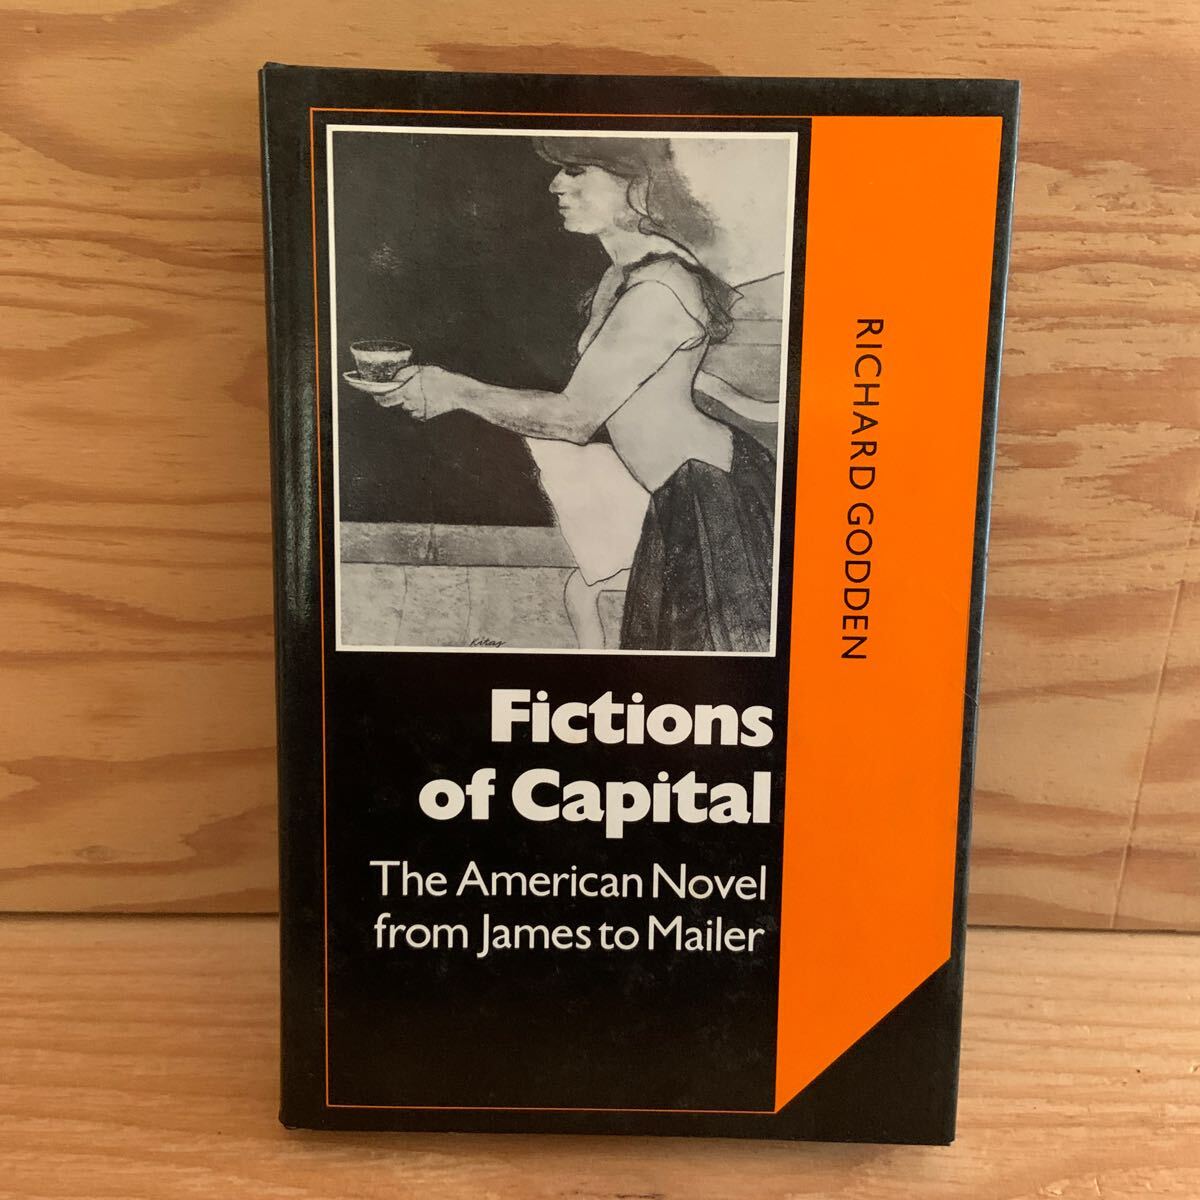 Kitaj
Fictions
of Capital
The American Novel
from James to Mailer
RICHARD GODDEN